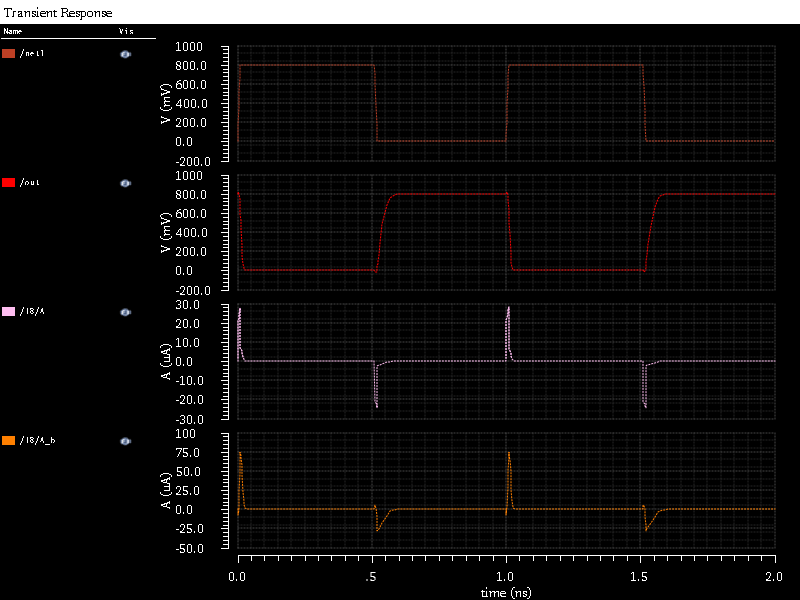 Transient Response
Name Vis
/net1
1000
800.0
600.0
400.0
200.0
0.0
-200.0
V (mV)
/out
1000
800.0
600.0
400.0
200.0
0.0
-200.0
V (mV)
/I8/A
30.0
20.0
10.0
0.0
-10.0
-20.0
-30.0
A (uA)
/I8/A_b
100
75.0
50.0
25.0
0.0
-25.0
-50.0
A (uA)
0.0 .5 1.0 1.5 2.0
time (ns)